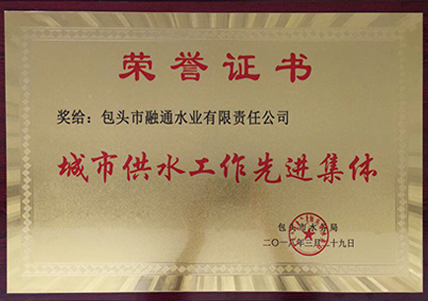 荣誉证书
奖给：包头市融通水业有限责任公司
城市供水工作先进集体
包头市水务局
二〇一八年三月二十九日